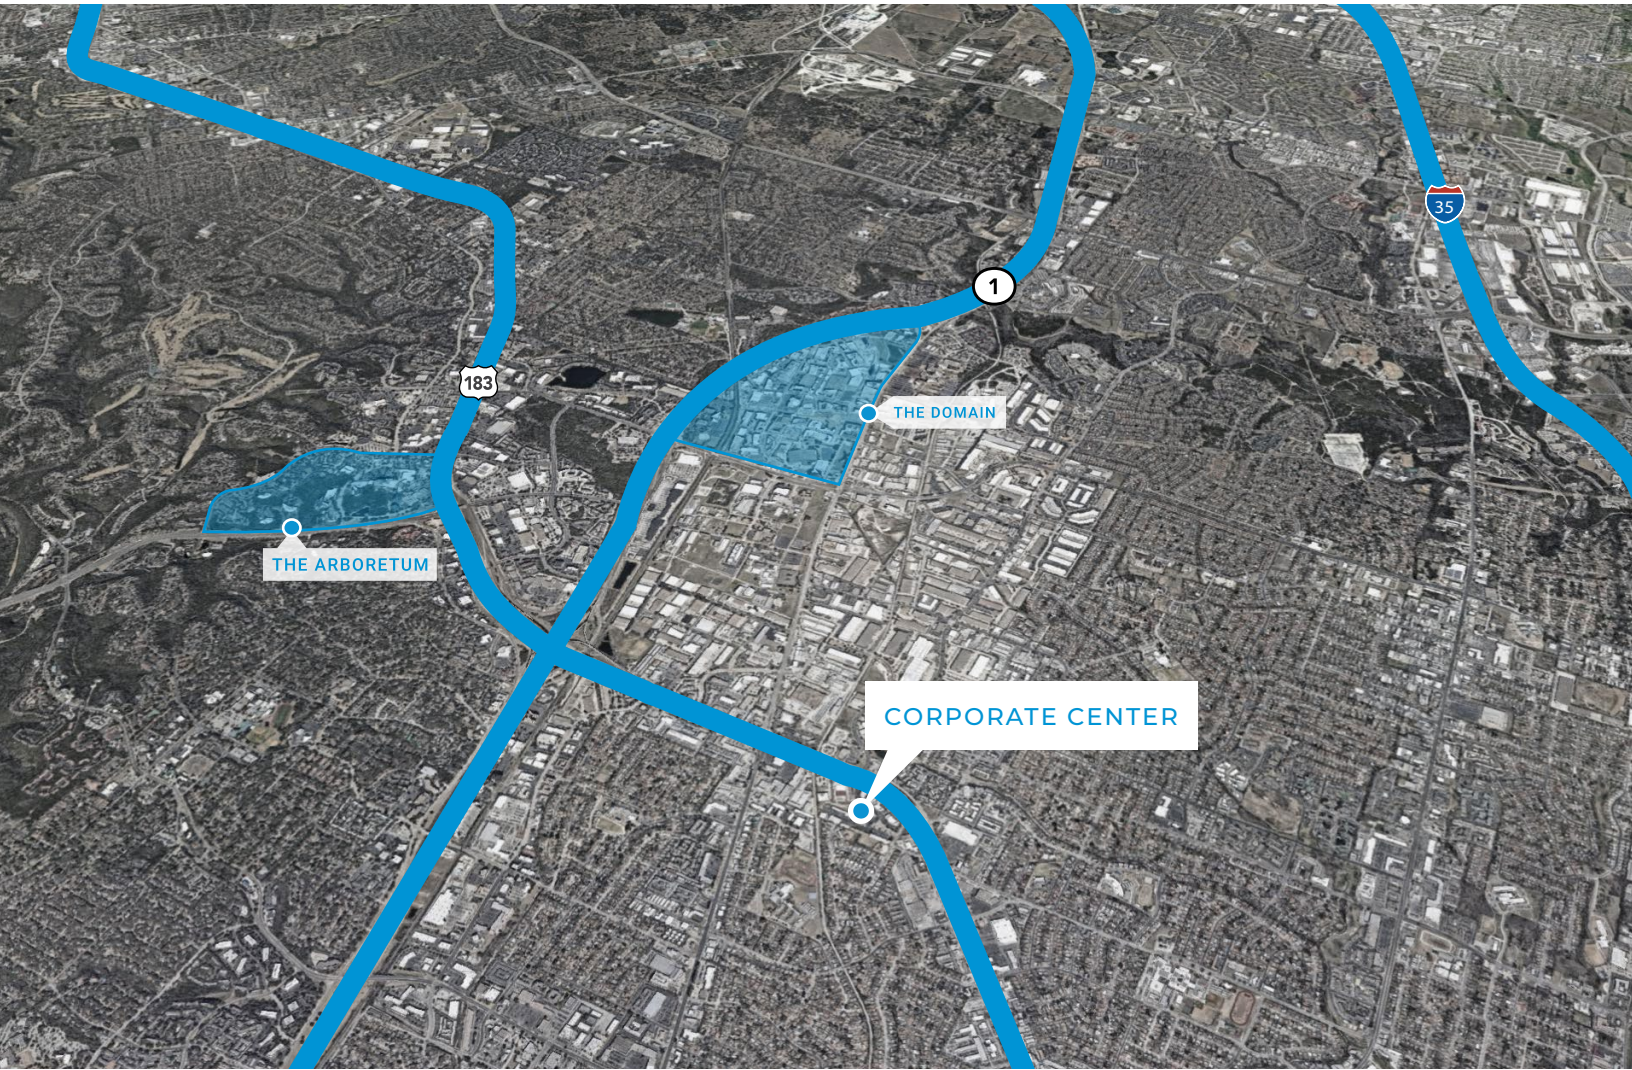 35
1
183
THE DOMAIN
THE ARBORETUM
CORPORATE CENTER